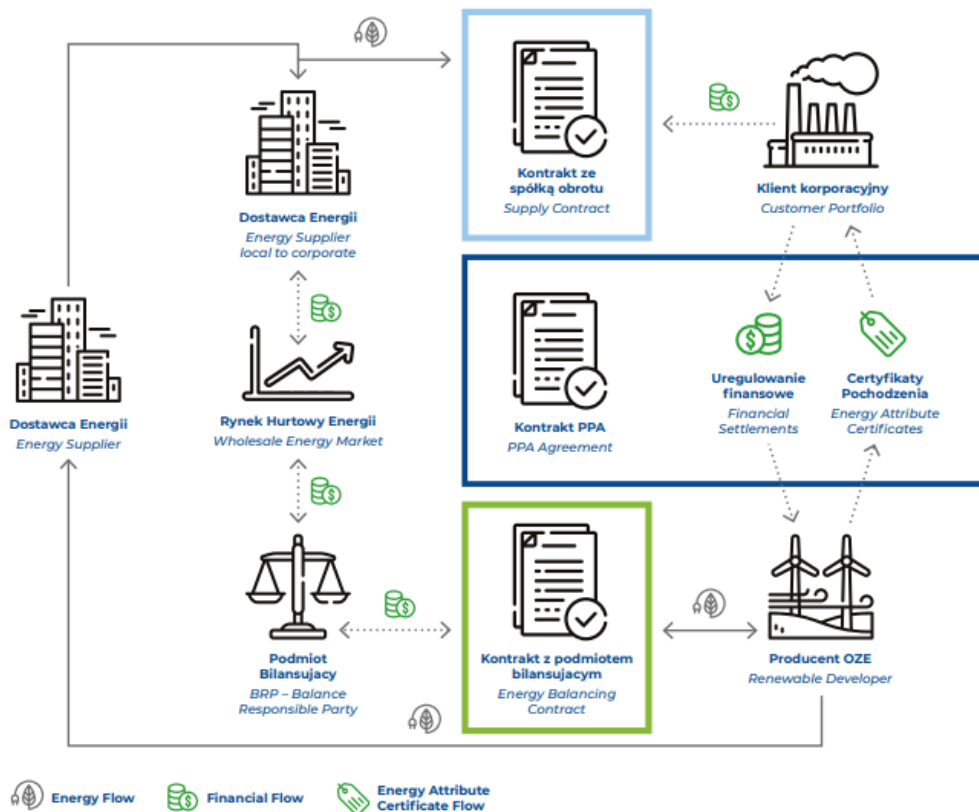 Kontrakt ze
spółką obrotu
Supply Contract
Klient korporacyjny
Customer Portfolio
Dostawca Energii
Energy Supplier
local to corporate
Dostawca Energii
Energy Supplier
Rynek Hurtowy Energii
Wholesale Energy Market
Kontrakt PPA
PPA Agreement
Uregulowanie
finansowe
Financial
Settlements
Certyfikaty
Pochodzenia
Energy Attribute
Certificates
Podmiot
Bilansujacy
BRP – Balance
Responsible Party
Kontrakt z podmiotem
bilansujacym
Energy Balancing
Contract
Producent OZE
Renewable Developer
Energy Flow
Financial Flow
Energy Attribute
Certificate Flow